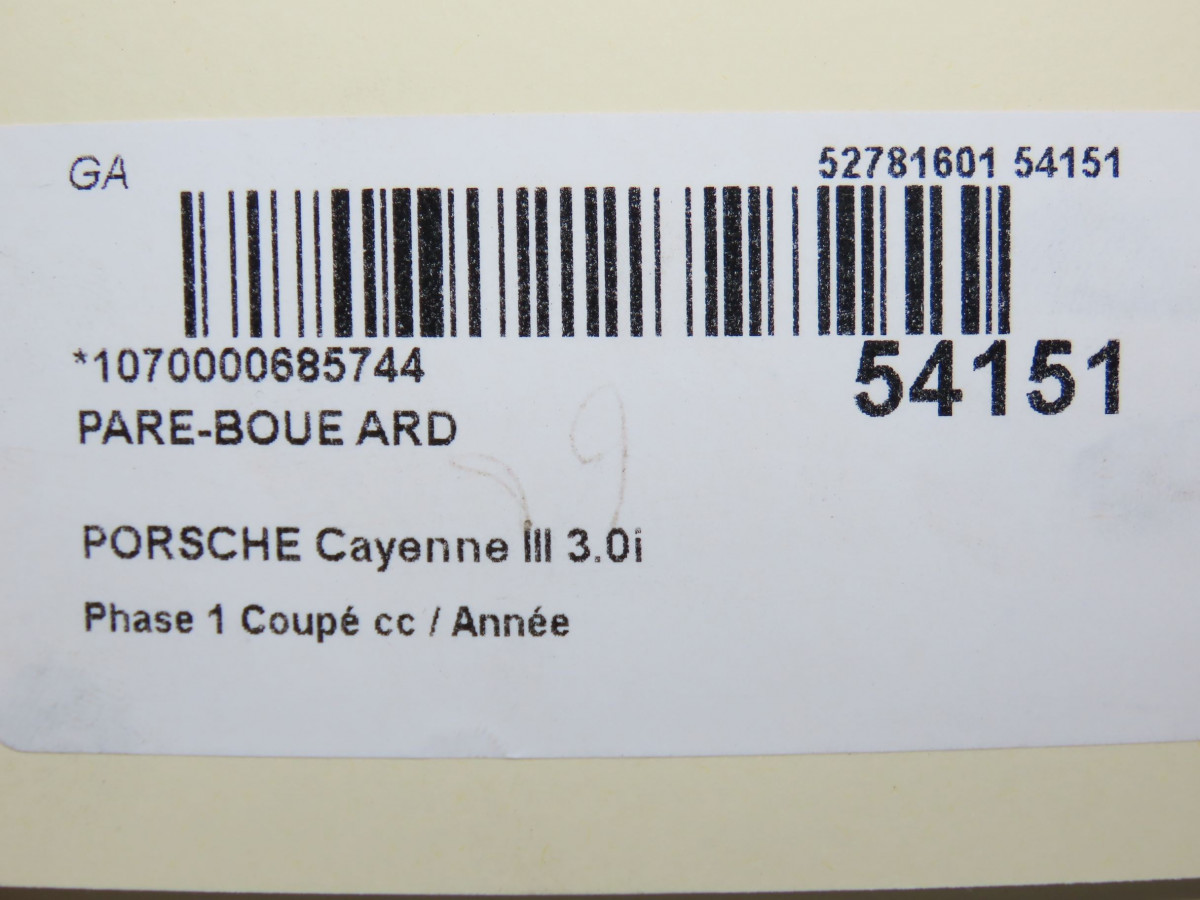 GA
52781601 54151
*1070000685744
54151
PARE-BOUE ARD
PORSCHE Cayenne III 3.0i
Phase 1 Coupé cc / Année